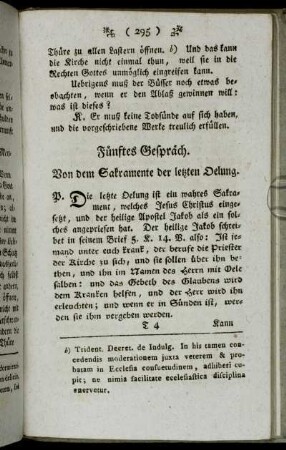 ( 295 )
Thüre zu allen Lastern öffnen. b) Und das kann
die Kirche nicht einmal thun, weil sie in die
Rechten Gottes unmöglich eingreifen kann.
Uebrigens muß der Büsser noch etwas be-
obachten, wenn er den Ablaß gewinnen will:
was ist dieses?
K. Er muß keine Todsünde auf sich haben,
und die vorgeschriebene Werke treulich erfüllen.
Fünftes Gespräch.
Von dem Sakramente der letzten Oelung.
P. Die letzte Oelung ist ein wahres Sakra-
ment, welches Jesus Christus einge-
setzt, und der heilige Apostel Jakob als ein sol-
ches angepriesen hat. Der heilige Jakob schrei-
bet in seinem Brief 5. K. 14. V. also: Ist je-
mand unter euch krank, der berufe die Priester
der Kirche zu sich, und sie sollen über ihn be-
then, und ihn im Namen des Herrn mit Oele
salben: und das Gebeth des Glaubens wird
dem Kranken helfen, und der Herr wird ihn
erleuchten; und wenn er in Sünden ist, wer-
den sie ihm vergeben werden.
T 4 Kann
b) Trident. Decret. de Indulg. In his tamen con-
cedendis moderationem juxta veterem & pro-
batam in Ecclesia consuetudinem, adhiberi cu-
pit; ne nimia facilitate ecclesiastica disciplina
enervetur.